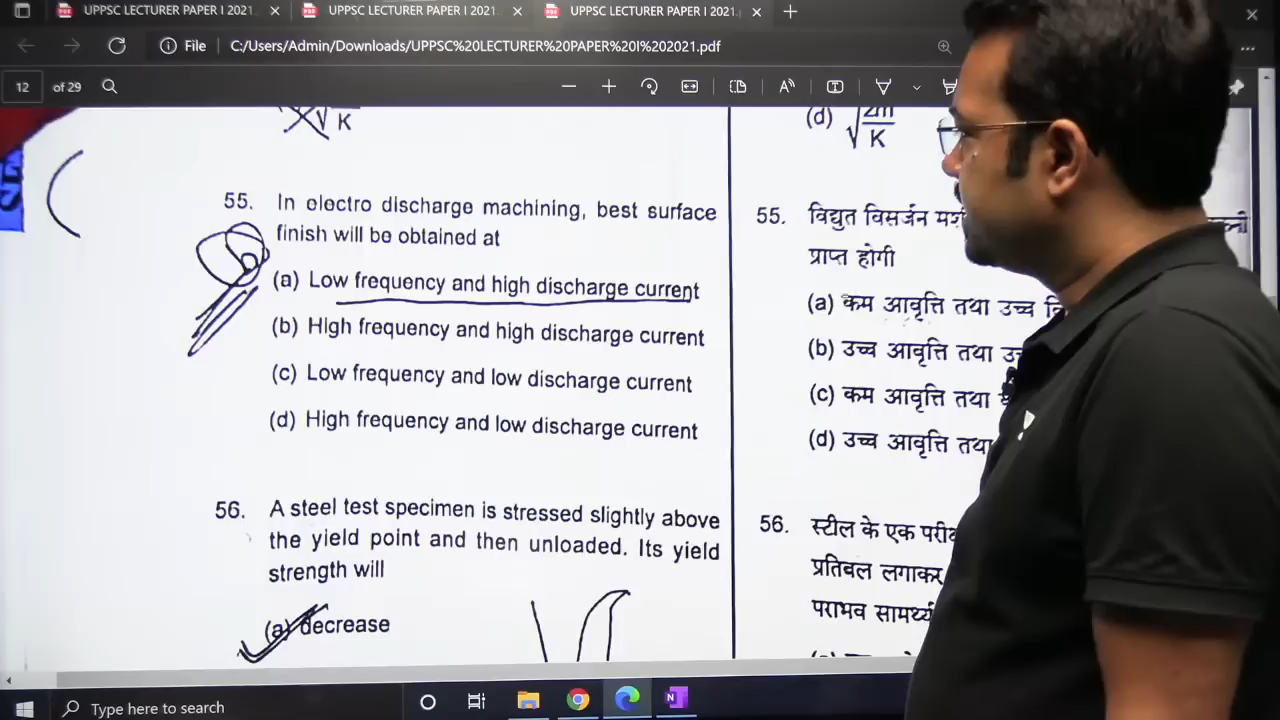 UPPSC LECTURER PAPER I 2021
UPPSC LECTURER PAPER I 2021
UPPSC LECTURER PAPER I 2021
File
C:/Users/Admin/Downloads/UPPSC%20LECTURER%20PAPER%20I%202021.pdf
12 of 29
K
(d) √2m/K
55. In electro discharge machining, best surface
finish will be obtained at
(a) Low frequency and high discharge current
(b) High frequency and high discharge current
(c) Low frequency and low discharge current
(d) High frequency and low discharge current
56. A steel test specimen is stressed slightly above
the yield point and then unloaded. Its yield
strength will
(a) decrease
55. विद्युत विसर्जन
प्राप्त होगी
(a) कम आवृत्ति तथा उच्च
(b) उच्च आवृत्ति तथा
(c) कम आवृत्ति तथा
(d) उच्च आवृत्ति तथा
56. स्टील के एक
प्रतिबल लगाकर
पराभव सामर्थ्य
Type here to search